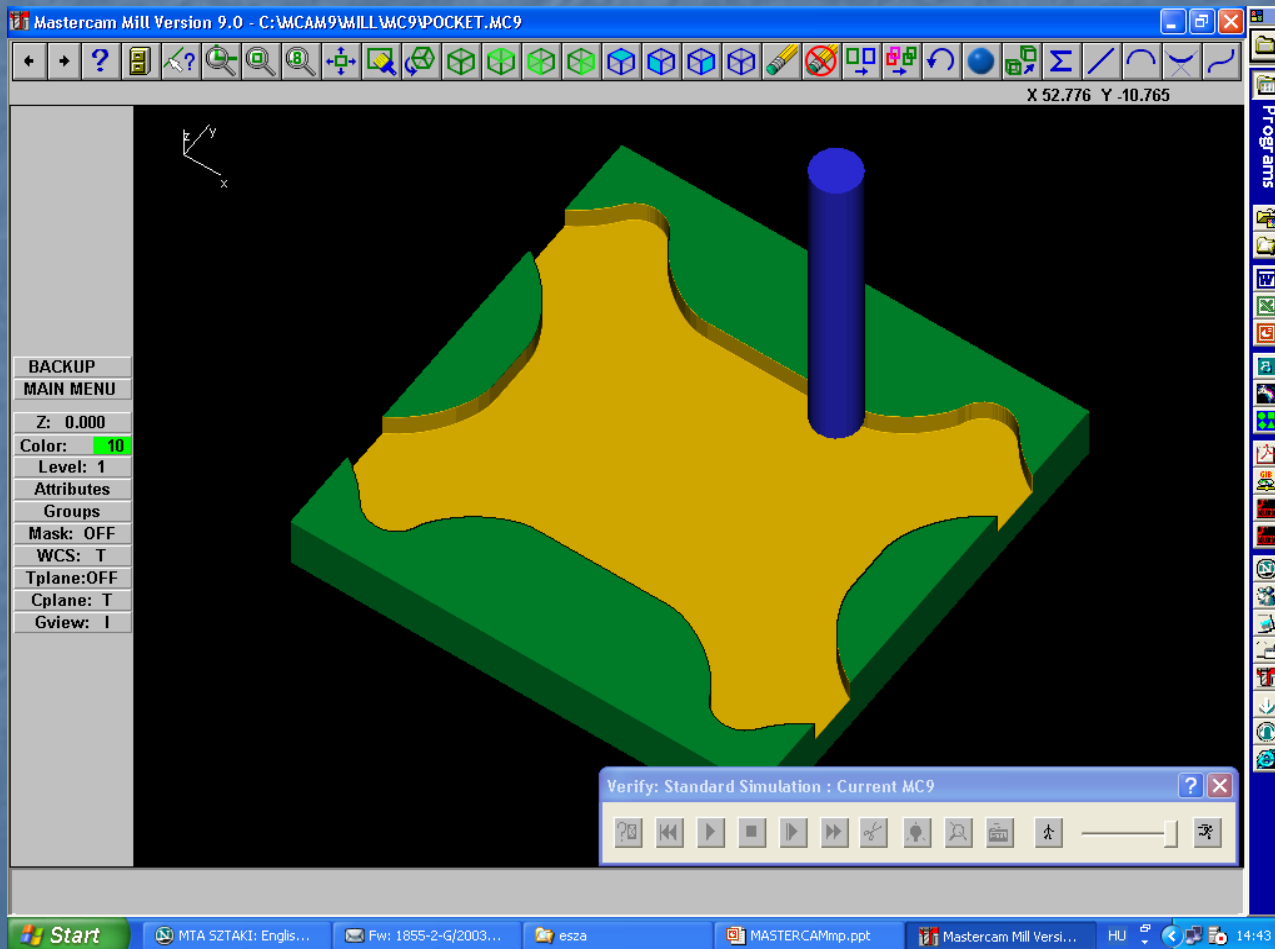 Mastercam Mill Version 9.0 - C:\MCAM9\MILL\MC9\POCKET.MC9
X 52.776 Y -10.765
Programs
z
y
x
BACKUP
MAIN MENU
Z: 0.000
Color: 10
Level: 1
Attributes
Groups
Mask: OFF
WCS: T
Tplane:OFF
Cplane: T
Gview: I
Verify: Standard Simulation : Current MC9
Start
MTA SZTAKI: Englis...
Fw: 1855-2-G/2003...
esza
MASTERCAMmp.ppt
Mastercam Mill Versi...
HU
14:43